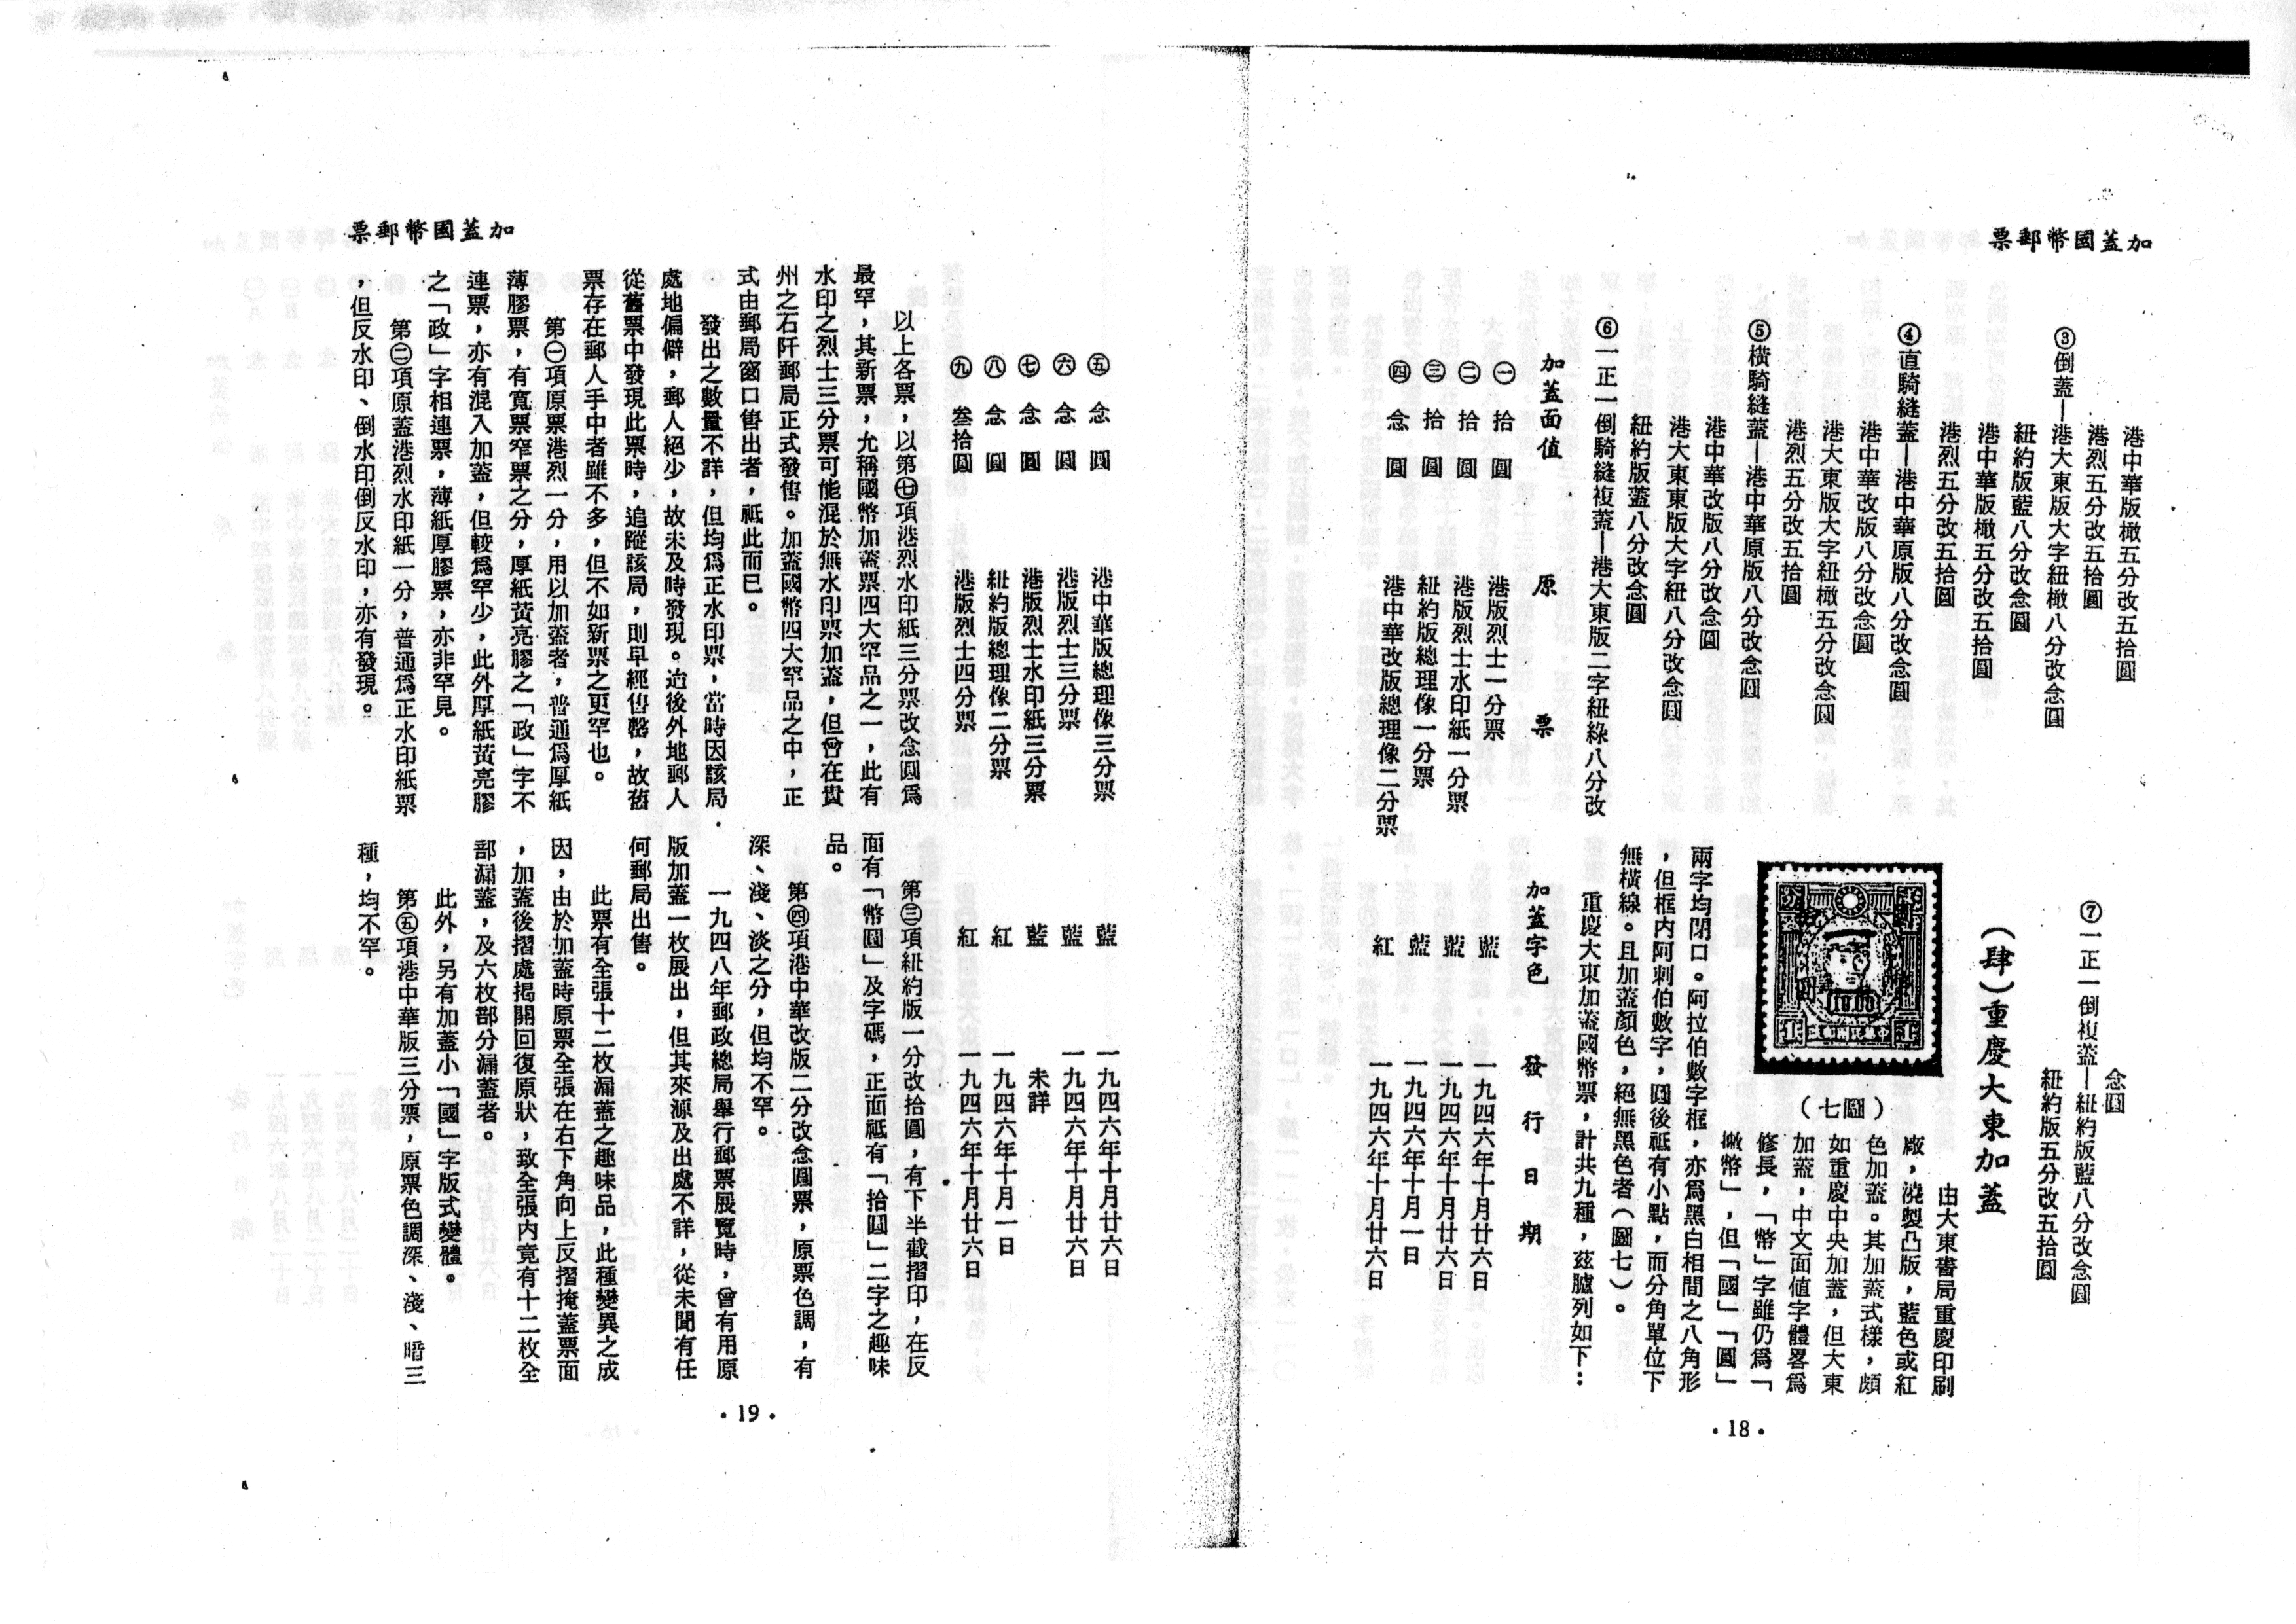 加蓋國幣郵票
港中華版橄五分改五拾圓
港烈五分改五拾圓
③倒蓋—港大東版大字紐橄八分改念圓
紐約版藍八分改念圓
港中華版橄五分改五拾圓
港烈五分改五拾圓
④直騎縫蓋—港中華原版八分改念圓
港中華改版八分改念圓
港大東版大字紐橄五分改念圓
港烈五分改五拾圓
⑤橫騎縫蓋—港中華原版八分改念圓
港中華改版八分改念圓
港大東東版大字紐八分改念圓
紐約版蓋八分改念圓
⑥一正一倒騎縫複蓋—港大東版二字紐綠八分改
念圓
⑦一正一倒複蓋—紐約版藍八分改念圓
紐約版五分改五拾圓
（肆）重慶大東加蓋
（圖七）
由大東書局重慶印刷
廠，澆製凸版，藍色或紅
色加蓋。其加蓋式樣，頗
如重慶中央加蓋，但大東
加蓋，中文面值字體畧爲
修長，「幣」字雖仍爲「
幣」，但「國」「圓」
兩字均閉口。阿拉伯數字框，亦爲黑白相間之八角形
，但框內阿刺伯數字，圓後祗有小點，而分角單位下
無橫線。且加蓋顏色，絕無黑色者（圖七）。
重慶大東加蓋國幣票，計共九種，茲臚列如下：
加蓋面值　原票　加蓋字色　發行日期
㊀拾圓　港版烈士一分票　藍　一九四六年十月廿六日
㊁拾圓　港版烈士水印紙一分票　藍　一九四六年十月廿六日
㊂拾圓　紐約版總理像一分票　藍　一九四六年十月一日
㊃念圓　港中華改版總理像二分票　紅　一九四六年十月廿六日
·18·
加蓋國幣郵票
㊄念圓　港中華版總理像三分票　藍　一九四六年十月廿六日
㊅念圓　港版烈士三分票　藍　一九四六年十月廿六日
㊆念圓　港版烈士水印紙三分票　藍　未詳
㊇念圓　紐約版總理像二分票　紅　一九四六年十月一日
㊈叁拾圓　港版烈士四分票　紅　一九四六年十月廿六日
以上各票，以第㊆項港烈水印紙三分票改念圓爲
最罕，其新票，允稱國幣加蓋票四大罕品之一，此有
水印之烈士三分票可能混於無水印票加蓋，但曾在貴
州之石阡郵局正式發售。加蓋國幣四大罕品之中，正
式由郵局窗口售出者，祗此而已。
發出之數量不詳，但均爲正水印票，當時因該局
處地偏僻，郵人絕少，故未及時發現。迨後外地郵人
從舊票中發現此票時，追蹤該局，則早經售罄，故舊
票存在郵人手中者雖不多，但不如新票之更罕也。
第㊀項原票港烈一分，用以加蓋者，普通爲厚紙
薄膠票，有寬票窄票之分，厚紙黃亮膠之「政」字不
連票，亦有混入加蓋，但較爲罕少，此外厚紙黃亮膠
之「政」字相連票，薄紙厚膠票，亦非罕見。
第㊁項原蓋港烈水印紙一分，普通爲正水印紙票
，但反水印、倒水印倒反水印，亦有發現。
第㊂項紐約版一分改拾圓，有下半截摺印，在反
面有「幣圓」及字碼，正面祗有「拾圓」二字之趣味
品。
第㊃項港中華改版二分改念圓票，原票色調，有
深、淺、淡之分，但均不罕。
一九四八年郵政總局舉行郵票展覽時，曾有用原
版加蓋一枚展出，但其來源及出處不詳，從未聞有任
何郵局出售。
此票有全張十二枚漏蓋之趣味品，此種變異之成
因，由於加蓋時原票全張在右下角向上反摺掩蓋票面
，加蓋後摺處揭開回復原狀，致全張內竟有十二枚全
部漏蓋，及六枚部分漏蓋者。
此外，另有加蓋小「國」字版式變體。
第㊄項港中華版三分票，原票色調深、淺、暗三
種，均不罕。
·19·